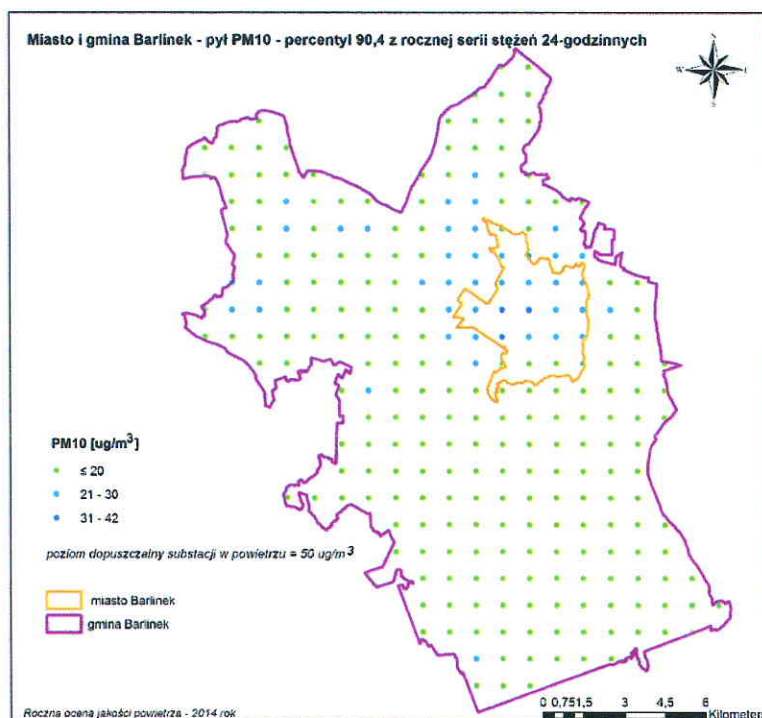 Miasto i gmina Barlinek - pył PM10 - percentyl 90,4 z rocznej serii stężeń 24-godzinnych
N
W
E
S
PM10 [ug/m³]
≤ 20
21 - 30
31 - 42
poziom dopuszczalny substacji w powietrzu = 50 ug/m³
miasto Barlinek
gmina Barlinek
Roczna ocena jakości powietrza - 2014 rok
0 0,751,5 3 4,5 6
Kilometers